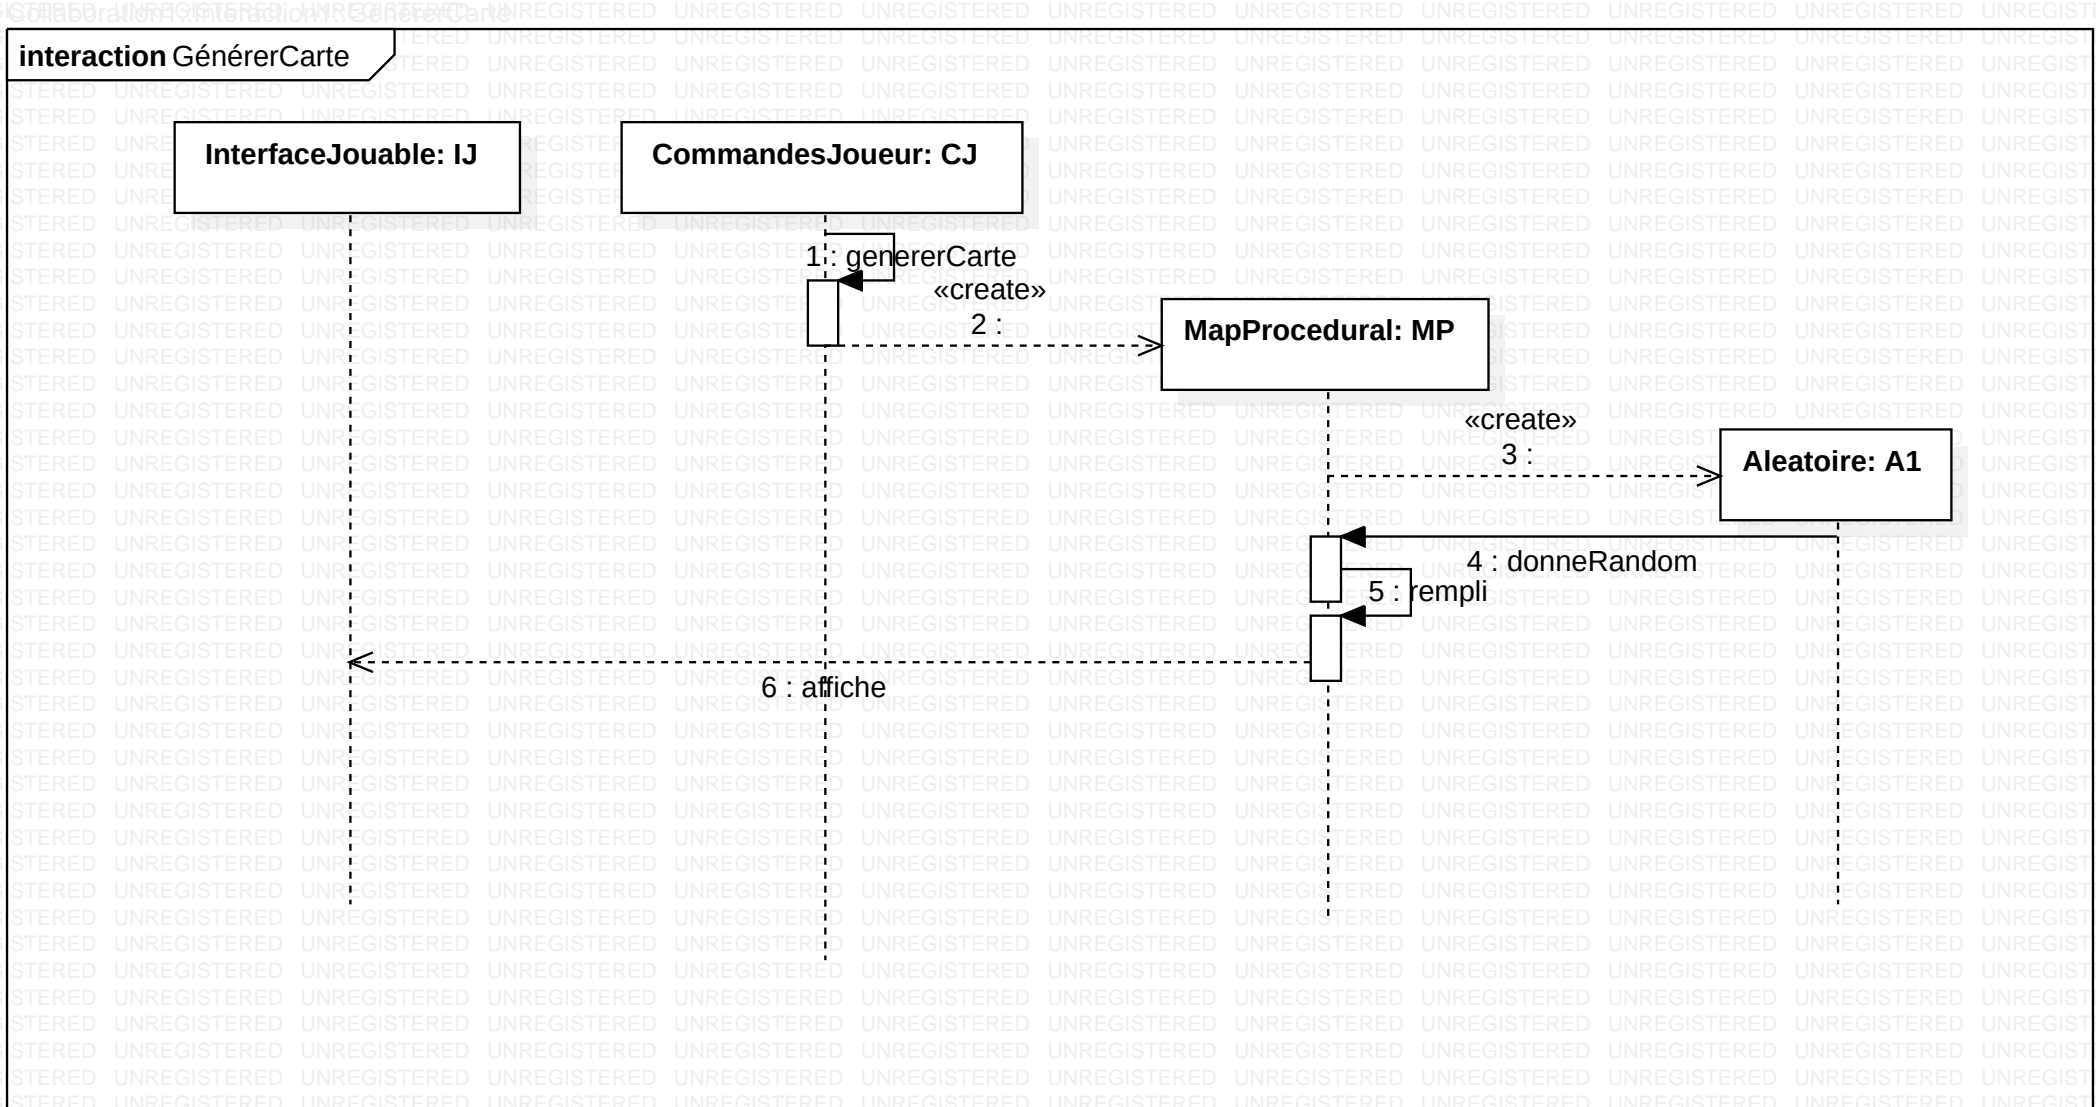 interaction GénérerCarte
InterfaceJouable: IJ
CommandesJoueur: CJ
1 : genererCarte
«create»
2 :
MapProcedural: MP
«create»
3 :
Aleatoire: A1
4 : donneRandom
5 : rempli
6 : affiche